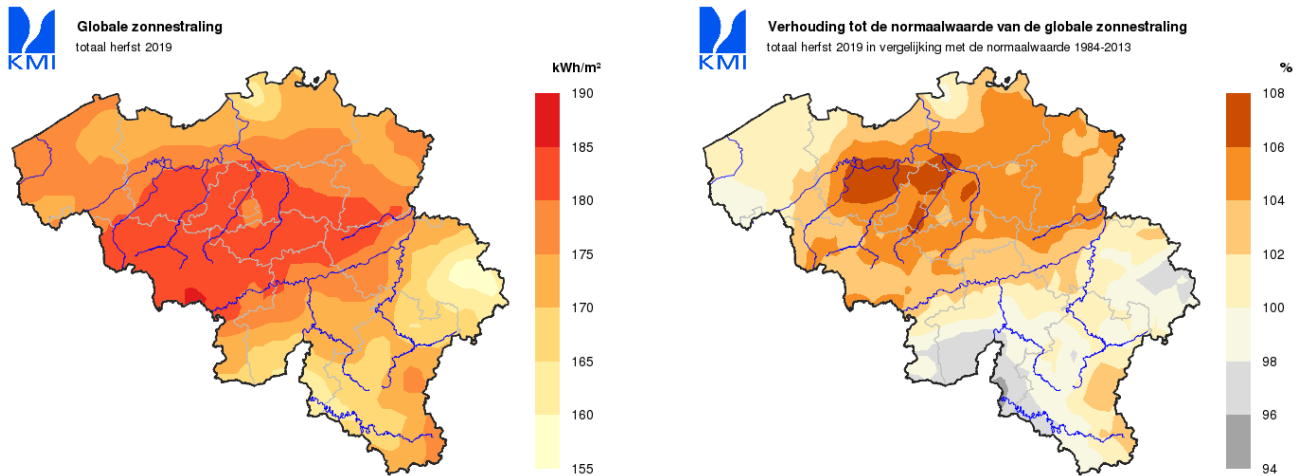 KMI
Globale zonnestraling
totaal herfst 2019
kWh/m²
190
185
180
175
170
165
160
155
KMI
Verhouding tot de normaalwaarde van de globale zonnestraling
totaal herfst 2019 in vergelijking met de normaalwaarde 1984-2013
%
108
106
104
102
100
98
96
94